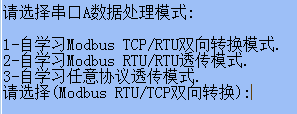 请选择串口A数据处理模式:
1-自学习Modbus TCP/RTU双向转换模式.
2-自学习Modbus RTU/RTU透传模式.
3-自学习任意协议透传模式.
请选择(Modbus RTU/TCP双向转换):